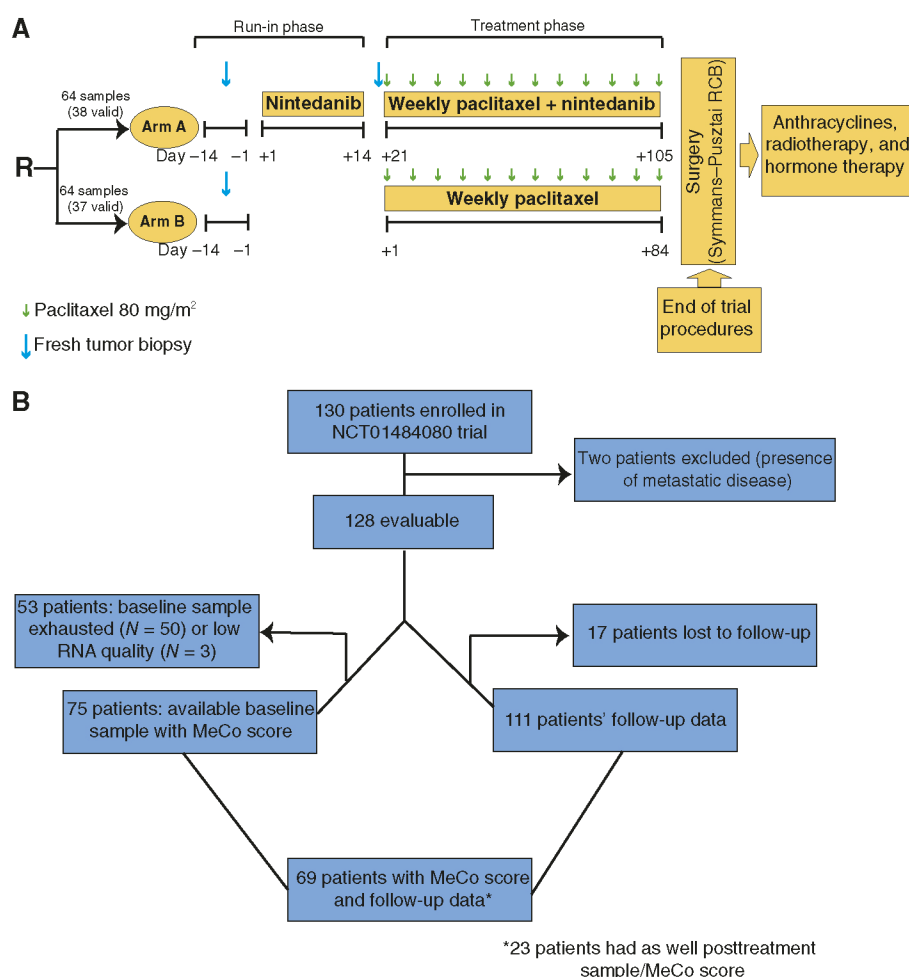 A
Run-in phase
Treatment phase
64 samples
(38 valid)
Arm A
Nintedanib
Weekly paclitaxel + nintedanib
Day –14
–1
+1
+14
+21
+105
R
64 samples
(37 valid)
Arm B
Weekly paclitaxel
Day –14
–1
+1
+84
Surgery
(Symmans–Pusztai RCB)
Anthracyclines,
radiotherapy, and
hormone therapy
End of trial
procedures
Paclitaxel 80 mg/m²
Fresh tumor biopsy
B
130 patients enrolled in
NCT01484080 trial
Two patients excluded (presence
of metastatic disease)
128 evaluable
53 patients: baseline sample
exhausted (N = 50) or low
RNA quality (N = 3)
17 patients lost to follow-up
75 patients: available baseline
sample with MeCo score
111 patients' follow-up data
69 patients with MeCo score
and follow-up data*
*23 patients had as well posttreatment
sample/MeCo score